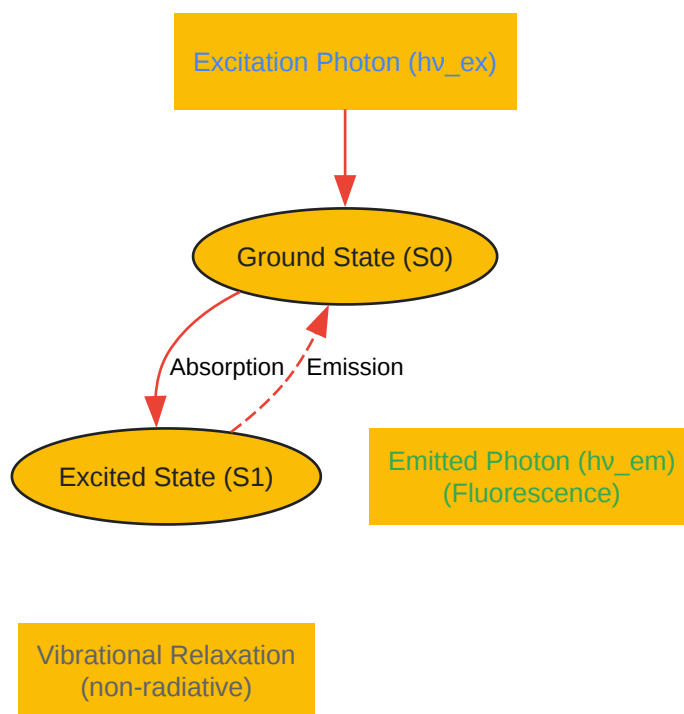 Excitation Photon (hν_ex)
Ground State (S0)
Absorption
Emission
Excited State (S1)
Emitted Photon (hν_em)
(Fluorescence)
Vibrational Relaxation
(non-radiative)